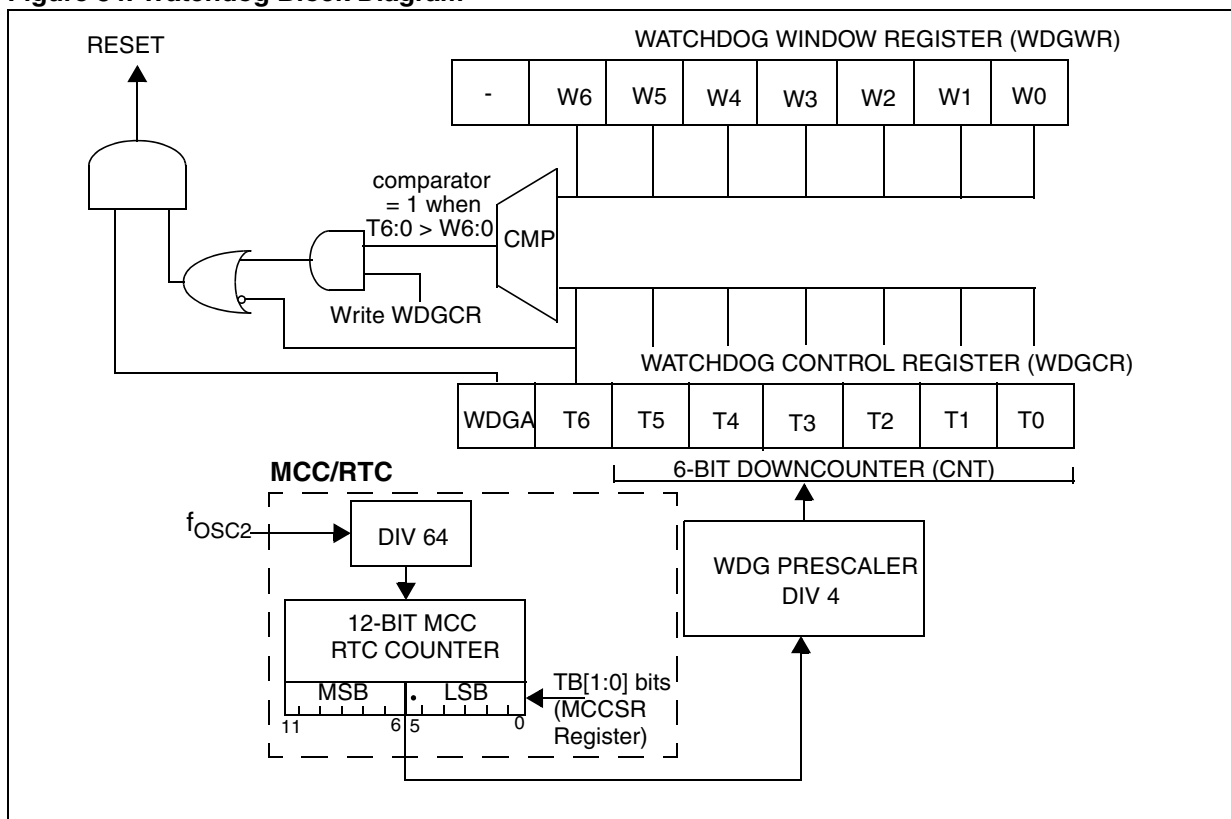 RESET
WATCHDOG WINDOW REGISTER (WDGWR)
- W6 W5 W4 W3 W2 W1 W0
comparator
= 1 when
T6:0 > W6:0
CMP
Write WDGCR
WATCHDOG CONTROL REGISTER (WDGCR)
WDGA T6 T5 T4 T3 T2 T1 T0
6-BIT DOWNCOUNTER (CNT)
MCC/RTC
fOSC2
DIV 64
WDG PRESCALER
DIV 4
12-BIT MCC
RTC COUNTER
MSB LSB
11 6 5 0
TB[1:0] bits
(MCCSR
Register)